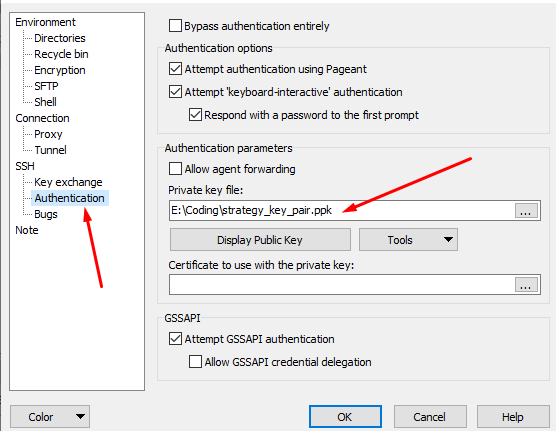 Environment
Directories
Recycle bin
Encryption
SFTP
Shell
Connection
Proxy
Tunnel
SSH
Key exchange
Authentication
Bugs
Note
Bypass authentication entirely
Authentication options
Attempt authentication using Pageant
Attempt 'keyboard-interactive' authentication
Respond with a password to the first prompt
Authentication parameters
Allow agent forwarding
Private key file:
E:\Coding\strategy_key_pair.ppk ...
Display Public Key Tools
Certificate to use with the private key:
...
GSSAPI
Attempt GSSAPI authentication
Allow GSSAPI credential delegation
Color OK Cancel Help